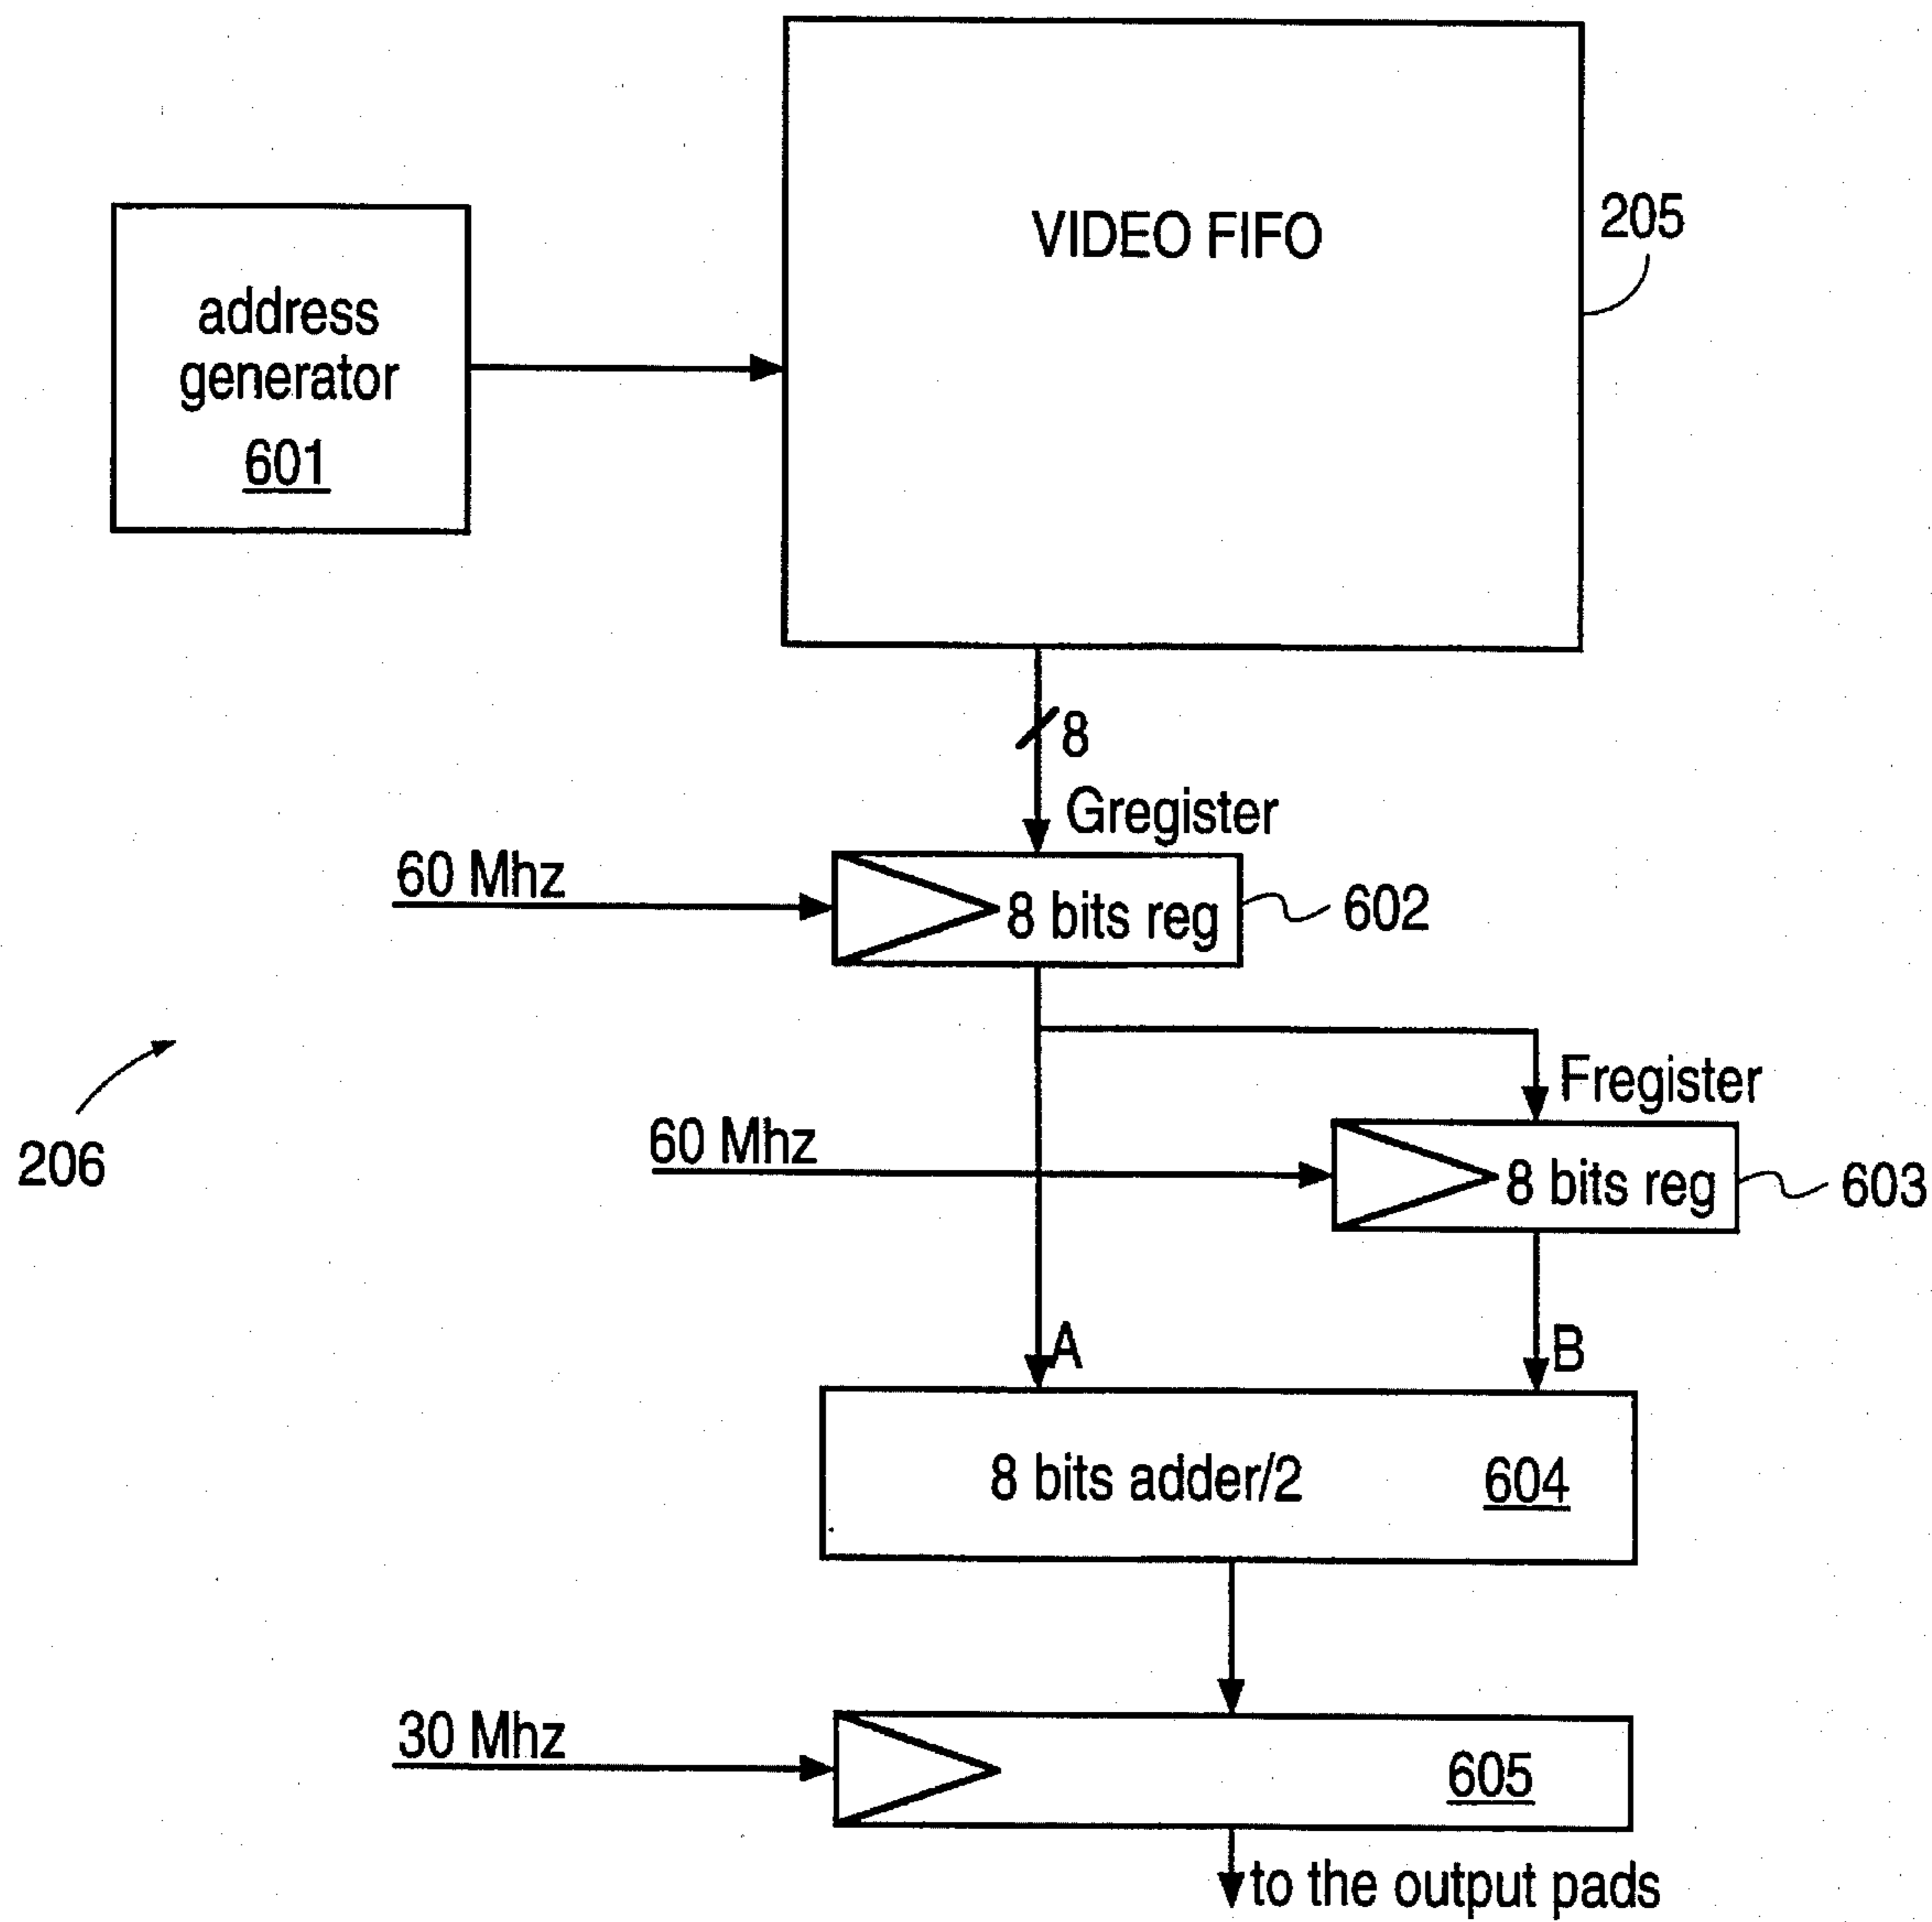 VIDEO FIFO
205
address
generator
601
8
Gregister
60 Mhz
8 bits reg
602
Fregister
60 Mhz
8 bits reg
603
206
A
B
8 bits adder/2
604
30 Mhz
605
to the output pads